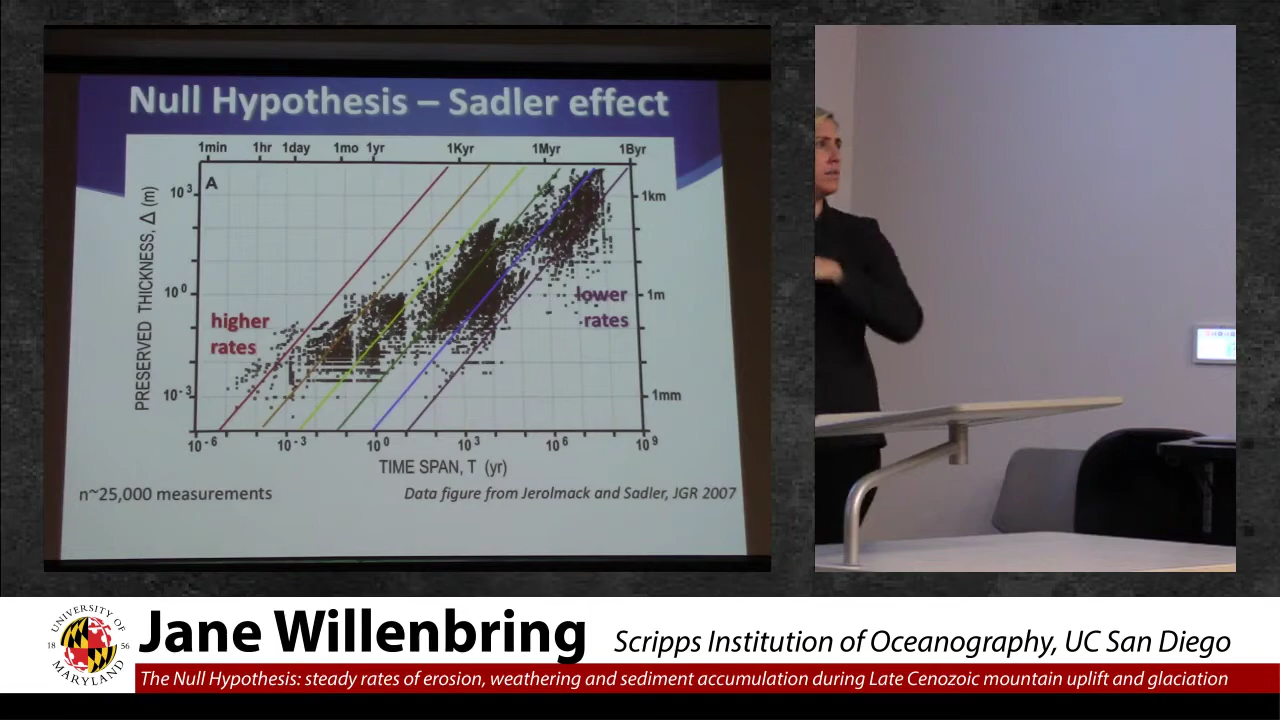 Null Hypothesis – Sadler effect
1min 1hr 1day 1mo 1yr 1Kyr 1Myr 1Byr
A
PRESERVED THICKNESS, Δ (m)
10³
10⁰
10⁻³
1km
1m
1mm
higher
rates
lower
rates
10⁻⁶ 10⁻³ 10⁰ 10³ 10⁶ 10⁹
TIME SPAN, T (yr)
n~25,000 measurements
Data figure from Jerolmack and Sadler, JGR 2007
UNIVERSITY OF
18 56
MARYLAND
Jane Willenbring
Scripps Institution of Oceanography, UC San Diego
The Null Hypothesis: steady rates of erosion, weathering and sediment accumulation during Late Cenozoic mountain uplift and glaciation